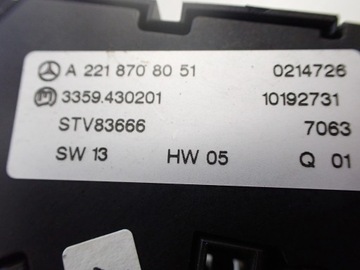 A 221 870 80 51 0214726
3359.430201 10192731
STV83666 7063
SW 13 HW 05 Q 01